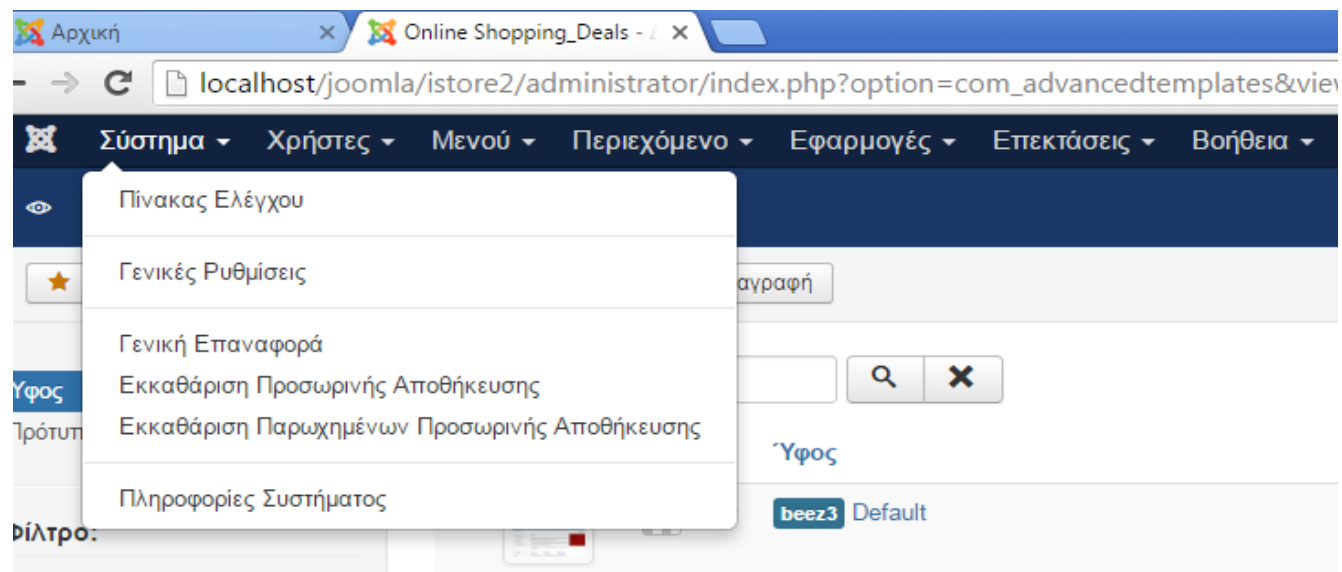 Αρχική
Online Shopping_Deals -
localhost/joomla/istore2/administrator/index.php?option=com_advancedtemplates&view
Σύστημα Χρήστες Μενού Περιεχόμενο Εφαρμογές Επεκτάσεις Βοήθεια
Πίνακας Ελέγχου
Γενικές Ρυθμίσεις
αγραφή
Γενική Επαναφορά
Εκκαθάριση Προσωρινής Αποθήκευσης
Ύφος
Εκκαθάριση Παρωχημένων Προσωρινής Αποθήκευσης
Πρότυπ
Ύφος
Πληροφορίες Συστήματος
beez3 Default
Φίλτρο: